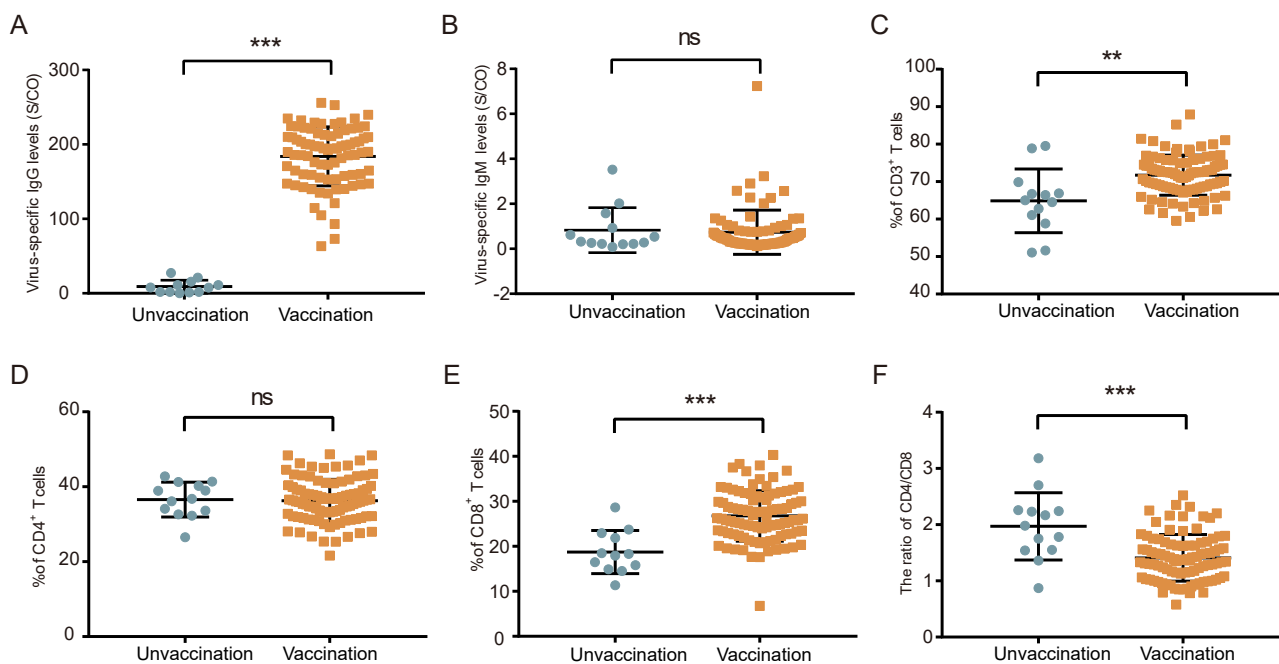 A
***
Virus-specific IgG levels (S/CO)
300
200
100
0
Unvaccination Vaccination
B
ns
Virus-specific IgM levels (S/CO)
8
6
4
2
0
-2
Unvaccination Vaccination
C
**
%of CD3⁺ T cells
100
90
80
70
60
50
40
Unvaccination Vaccination
D
ns
%of CD4⁺ T cells
60
40
20
0
Unvaccination Vaccination
E
***
%of CD8⁺ T cells
50
40
30
20
10
0
Unvaccination Vaccination
F
***
The ratio of CD4/CD8
4
3
2
1
0
Unvaccination Vaccination